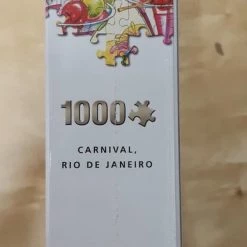 1000
CARNIVAL,
RIO DE JANEIRO